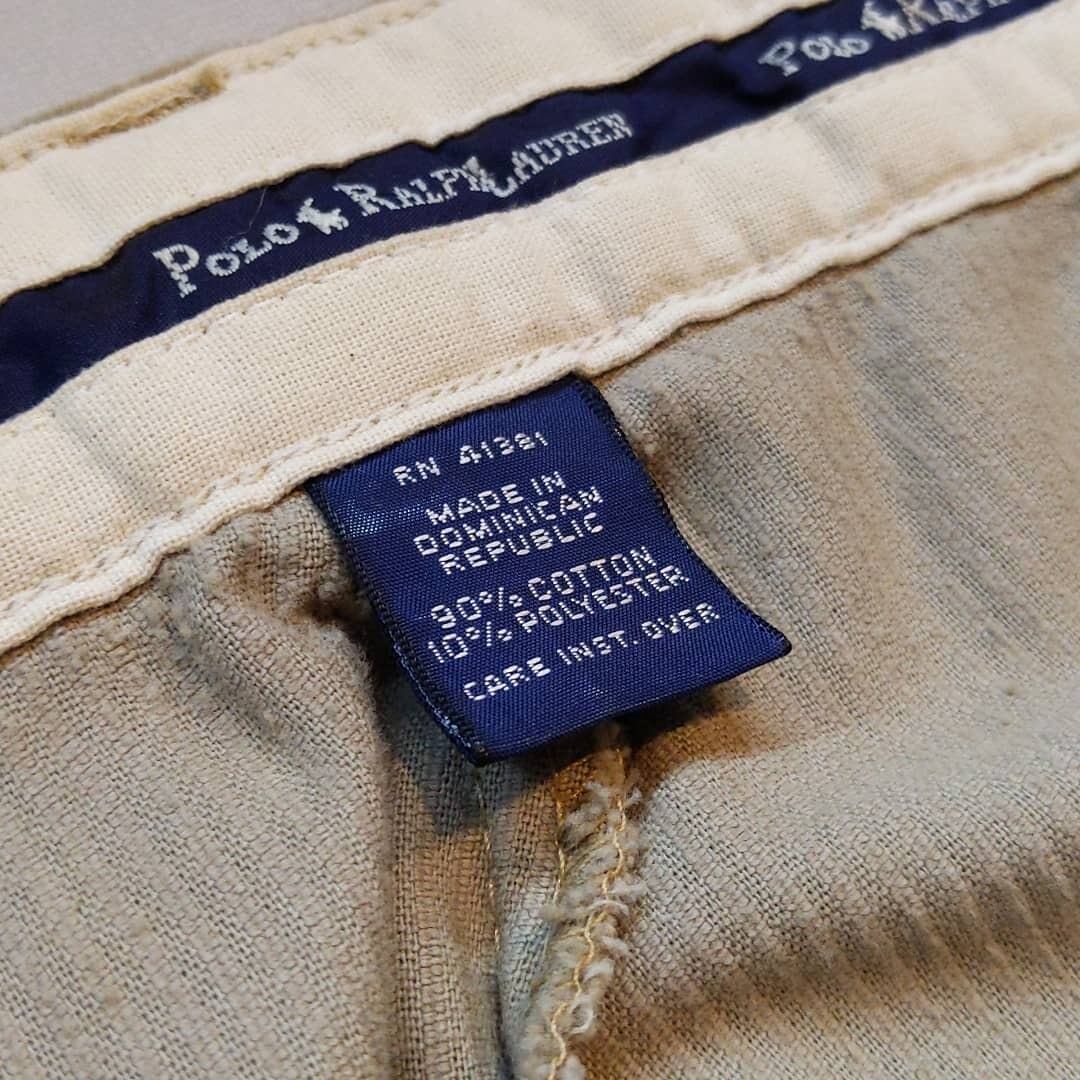 POLO RALPH LAUREN
POLO RALPH
RN 41381
MADE IN
DOMINICAN
REPUBLIC
90% COTTON
10% POLYESTER
CARE INST. OVER